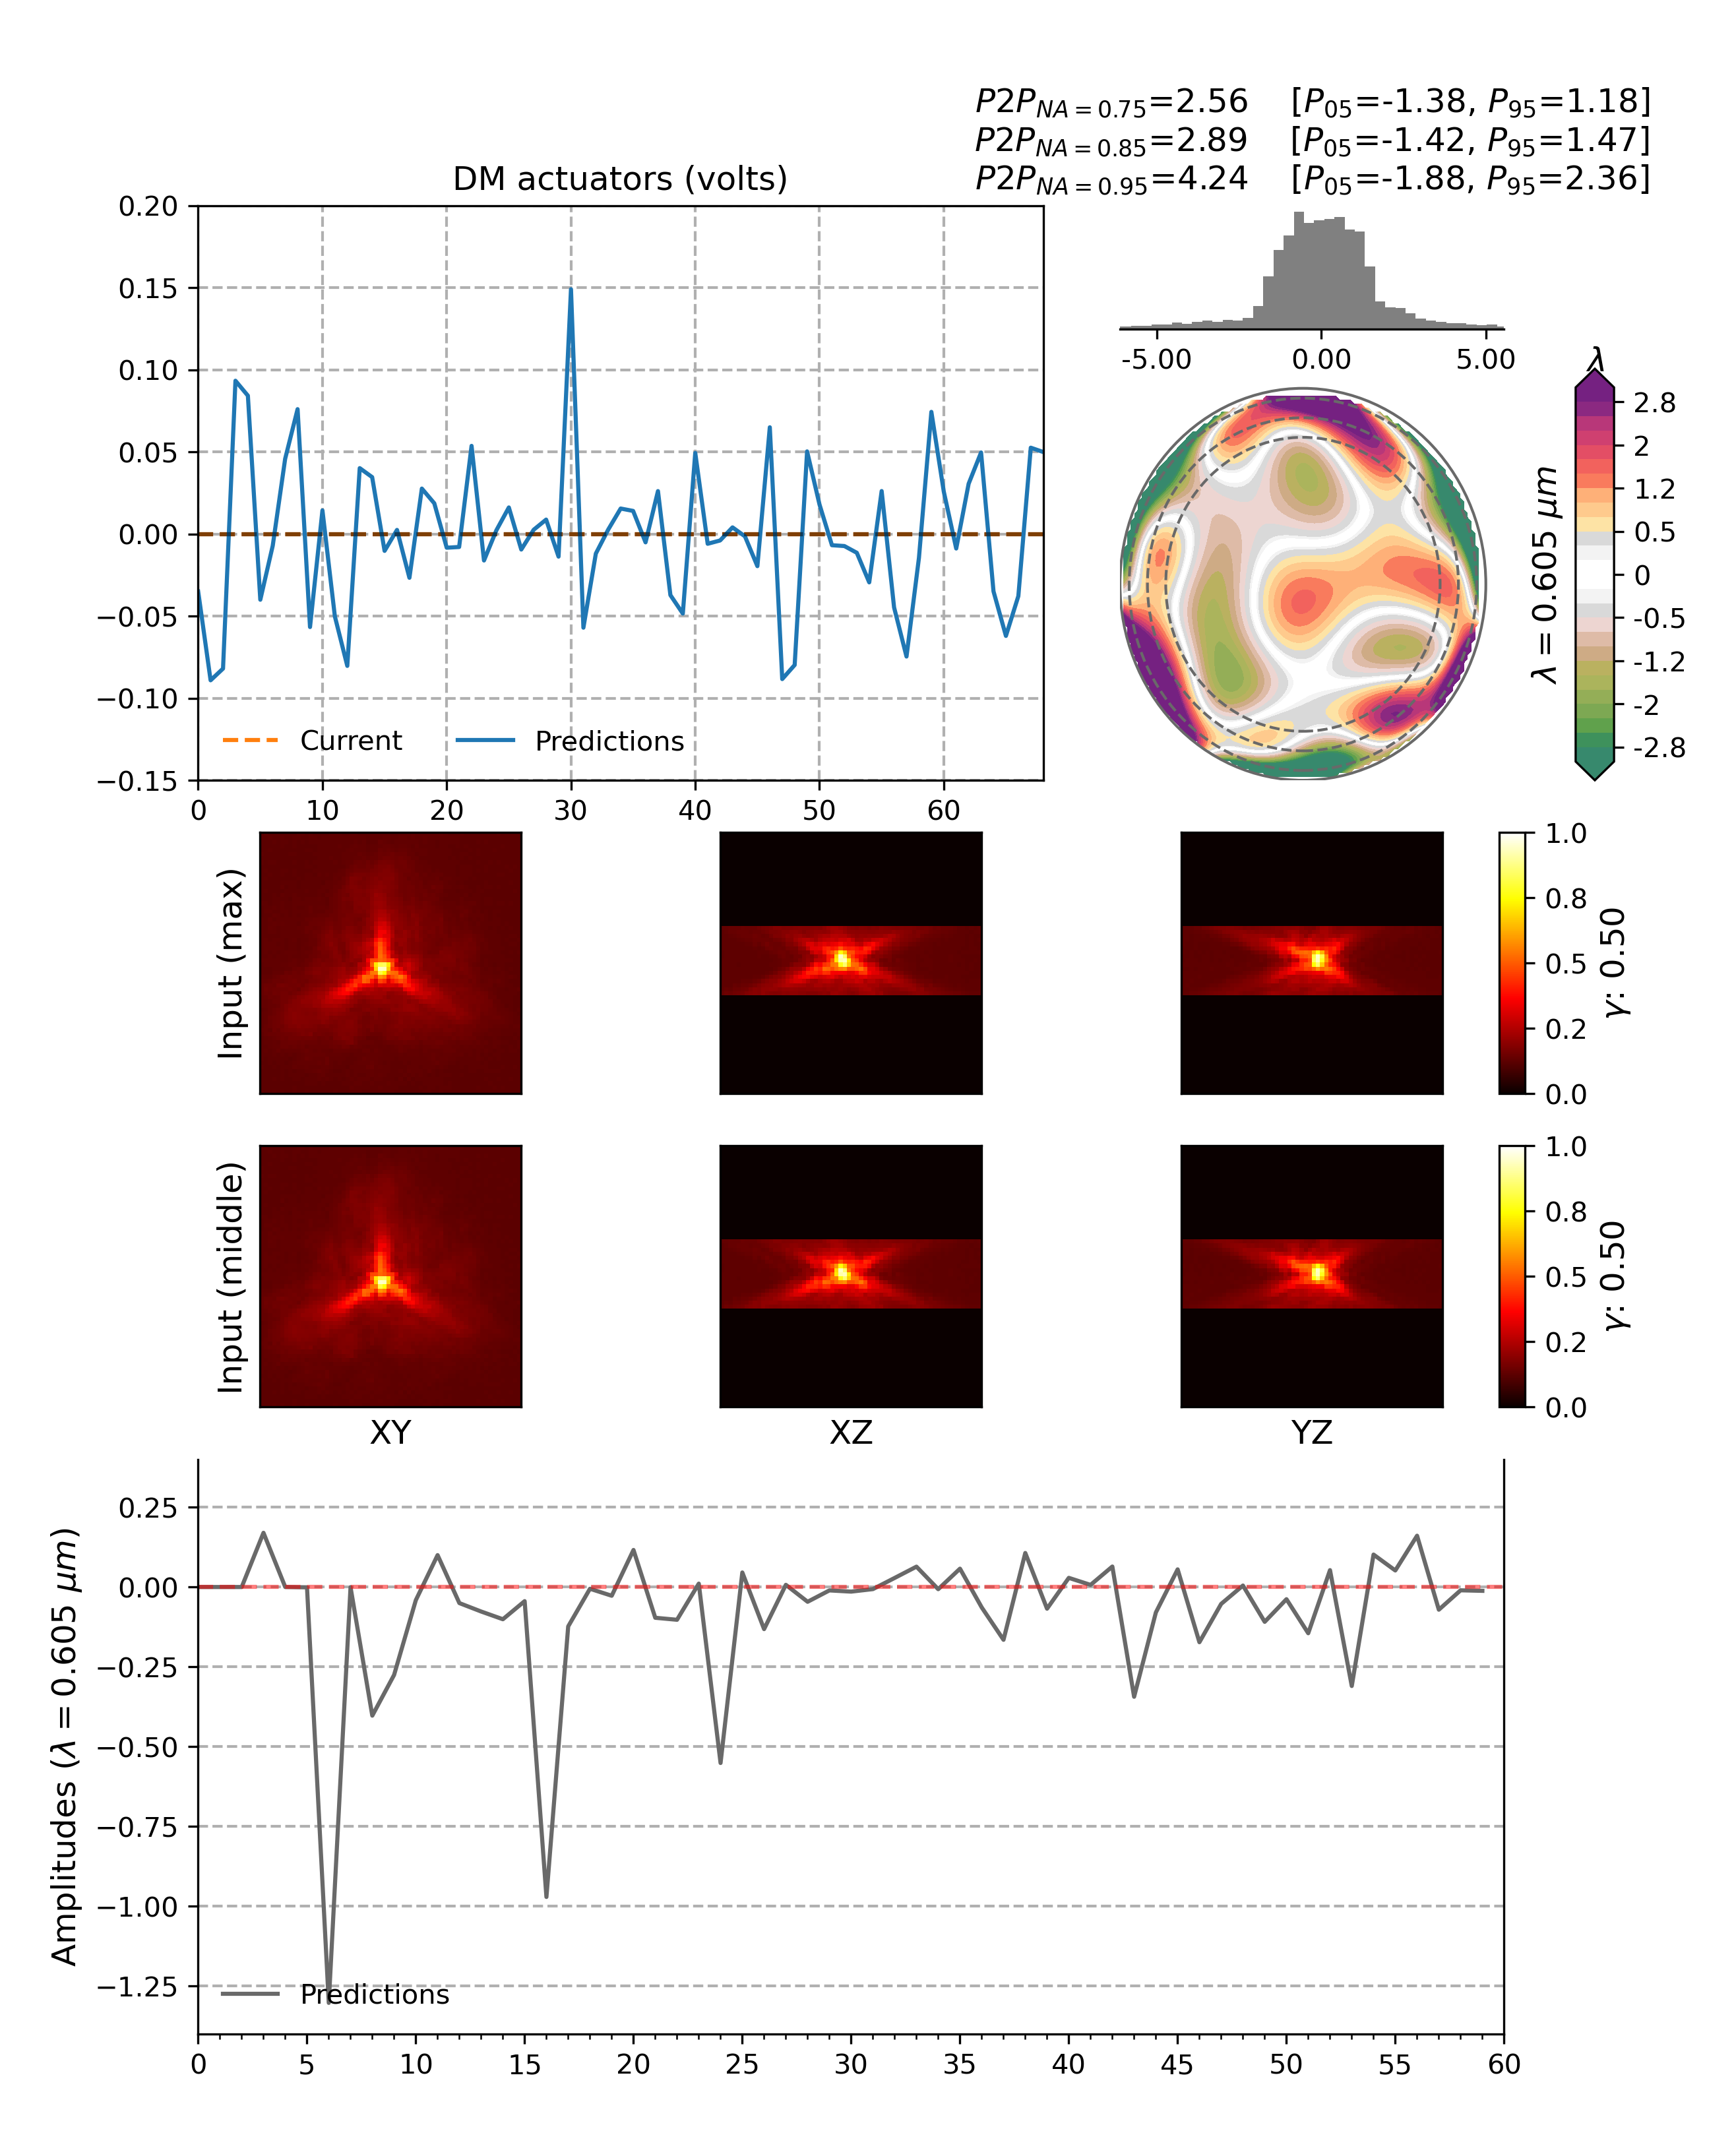 P2P_NA=0.75=2.56 [P_05=-1.38, P_95=1.18]
P2P_NA=0.85=2.89 [P_05=-1.42, P_95=1.47]
P2P_NA=0.95=4.24 [P_05=-1.88, P_95=2.36]
DM actuators (volts)
0.20
0.15
0.10
0.05
0.00
−0.05
−0.10
−0.15
0 10 20 30 40 50 60
Current Predictions
-5.00 0.00 5.00
λ
2.8
2
1.2
0.5
0
-0.5
-1.2
-2
-2.8
λ = 0.605 μm
Input (max)
1.0
0.8
0.5
0.2
0.0
γ: 0.50
Input (middle)
1.0
0.8
0.5
0.2
0.0
γ: 0.50
XY XZ YZ
Amplitudes (λ = 0.605 μm)
0.25
0.00
−0.25
−0.50
−0.75
−1.00
−1.25
Predictions
0 5 10 15 20 25 30 35 40 45 50 55 60